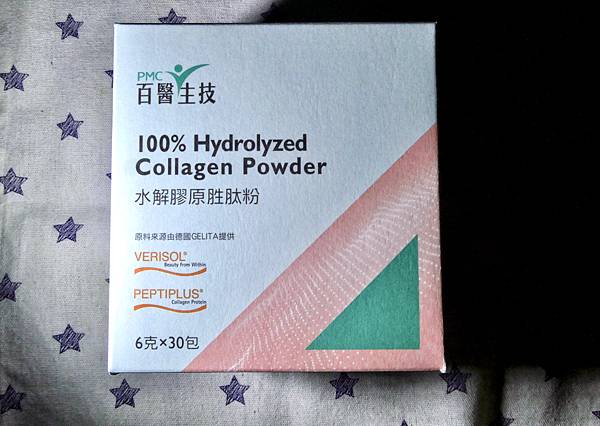 PMC
百醫生技
100% Hydrolyzed
Collagen Powder
水解膠原胜肽粉
原料來源由德國GELITA提供
VERISOL®
Beauty from Within
PEPTIPLUS®
Collagen Protein
6克×30包